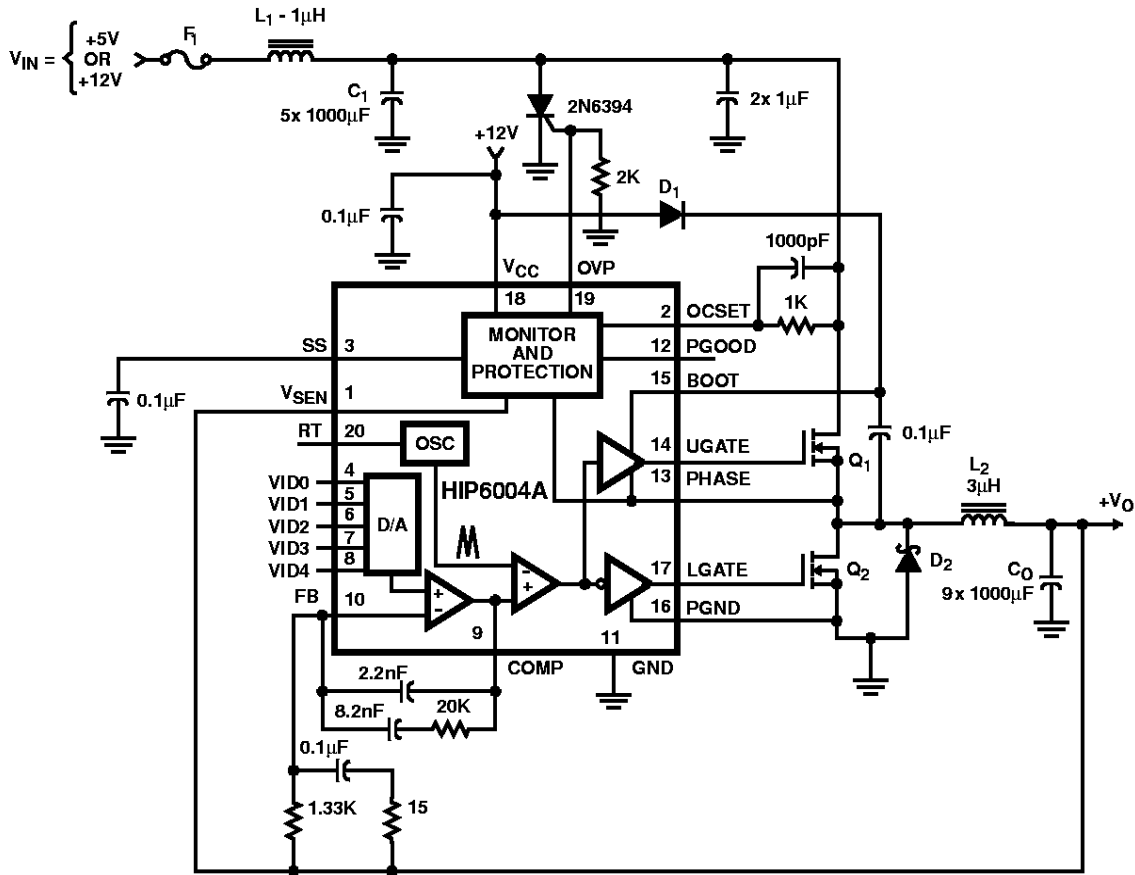 L1 - 1µH
F1
VIN =
+5V
OR
+12V
C1
5x 1000µF
2N6394
2x 1µF
+12V
2K
D1
0.1µF
1000pF
VCC
OVP
18
19
1K
2
OCSET
MONITOR
AND
PROTECTION
SS
3
12
PGOOD
15
BOOT
0.1µF
VSEN
1
RT
20
OSC
14
UGATE
Q1
0.1µF
13
PHASE
L2
3µH
+VO
VID0
4
VID1
5
VID2
6
VID3
7
VID4
8
D/A
HIP6004A
+
-
-
+
17
LGATE
Q2
D2
CO
9x 1000µF
FB
10
16
PGND
9
11
COMP
GND
2.2nF
8.2nF
20K
0.1µF
1.33K
15